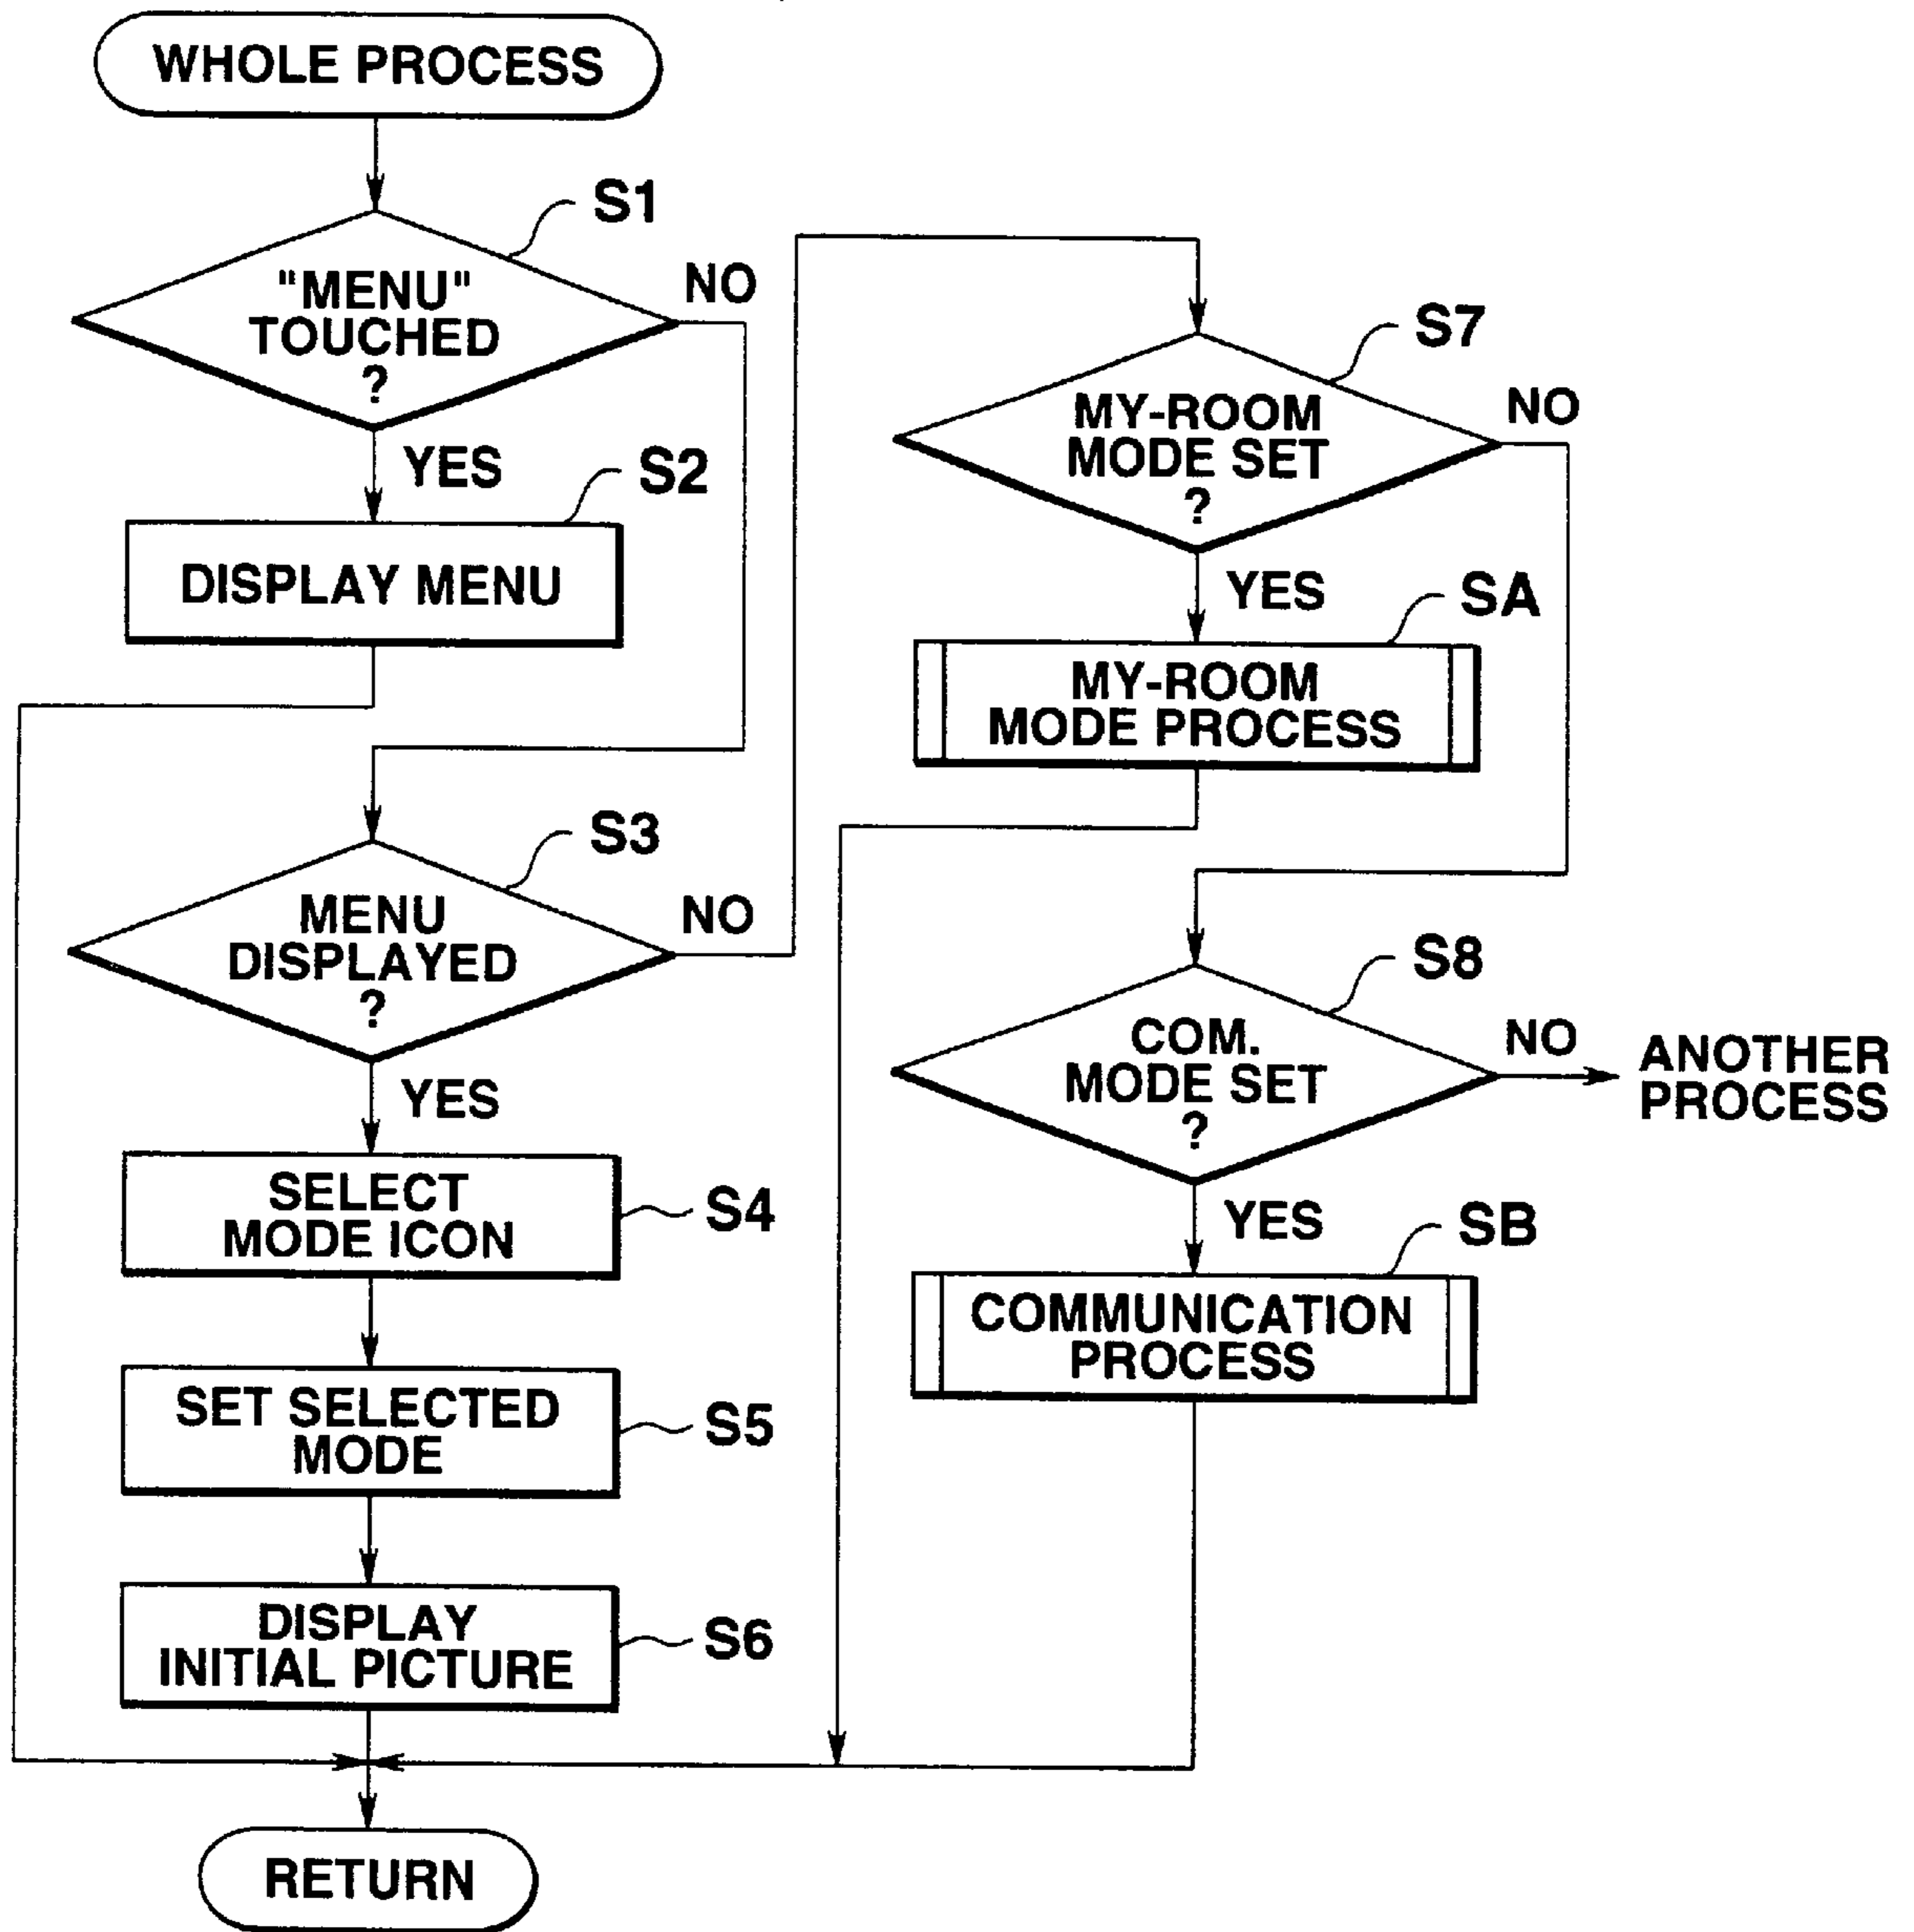 WHOLE PROCESS
S1
"MENU"
TOUCHED
?
NO
YES
S2
DISPLAY MENU
S3
MENU
DISPLAYED
?
NO
YES
SELECT
MODE ICON
S4
SET SELECTED
MODE
S5
DISPLAY
INITIAL PICTURE
S6
RETURN
S7
MY-ROOM
MODE SET
?
NO
YES
SA
MY-ROOM
MODE PROCESS
S8
COM.
MODE SET
?
NO
ANOTHER
PROCESS
YES
SB
COMMUNICATION
PROCESS